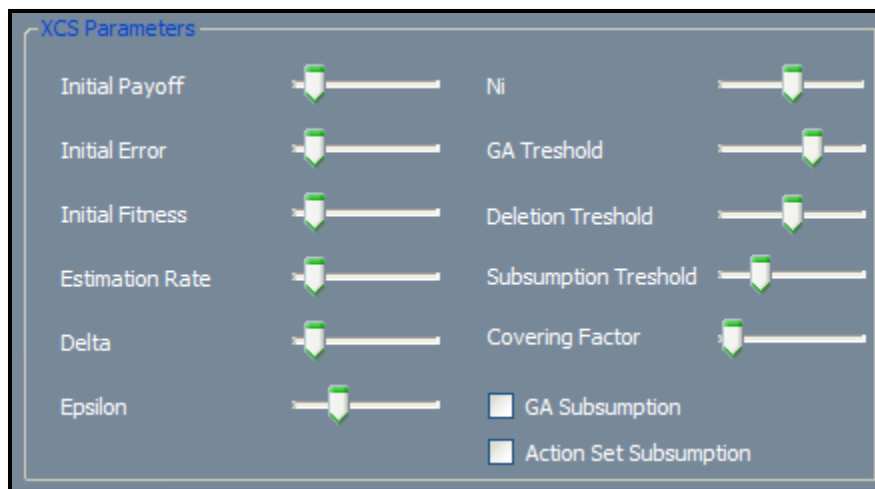 XCS Parameters
Initial Payoff
Initial Error
Initial Fitness
Estimation Rate
Delta
Epsilon
Ni
GA Treshold
Deletion Treshold
Subsumption Treshold
Covering Factor
GA Subsumption
Action Set Subsumption